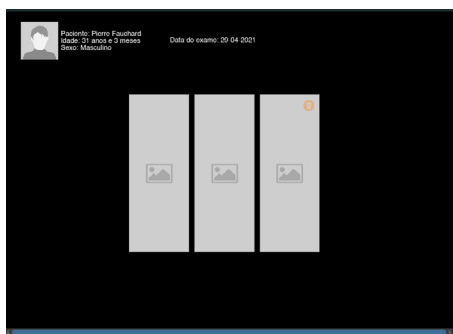 Paciente: Pierre Fauchard
Idade: 31 anos e 3 meses
Sexo: Masculino
Data do exame: 29 04 2021